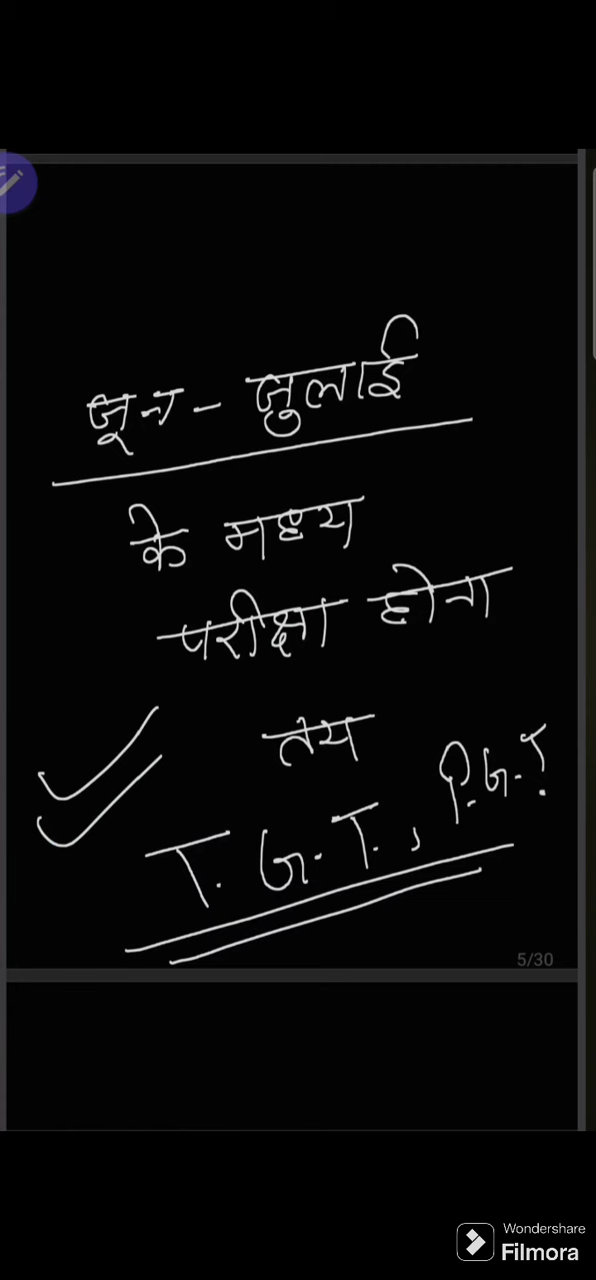 जून - जुलाई
के मध्य
परीक्षा होना
तय
T. G. T., P.G.T.
5/30
Wondershare
Filmora